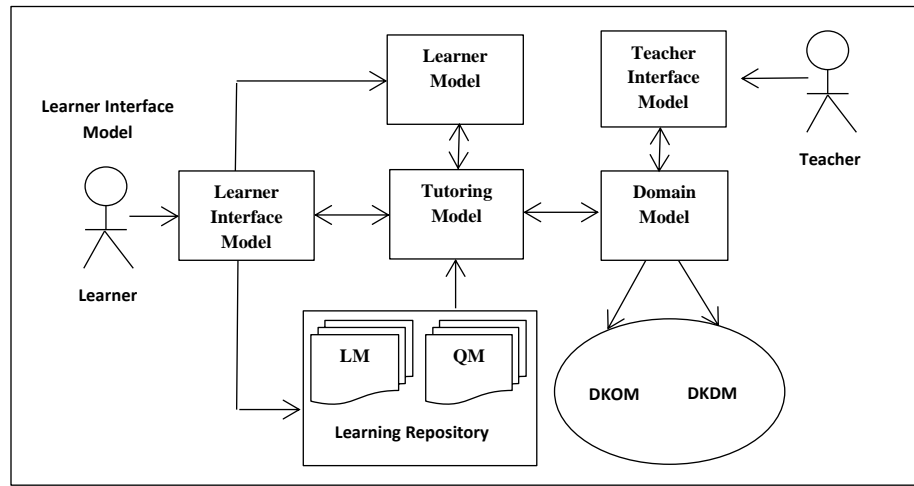 Learner Interface
Model
Learner
Learner
Interface
Model
Learner
Model
Tutoring
Model
Teacher
Interface
Model
Teacher
Domain
Model
LM
QM
Learning Repository
DKOM
DKDM